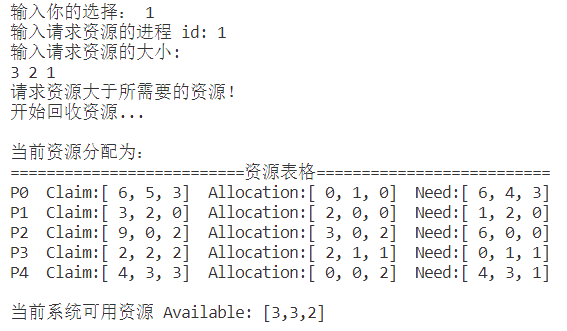 输入你的选择： 1
输入请求资源的进程 id: 1
输入请求资源的大小:
3 2 1
请求资源大于所需要的资源!
开始回收资源...
当前资源分配为：
==========================资源表格==========================
P0  Claim:[ 6, 5, 3]  Allocation:[ 0, 1, 0]  Need:[ 6, 4, 3]
P1  Claim:[ 3, 2, 0]  Allocation:[ 2, 0, 0]  Need:[ 1, 2, 0]
P2  Claim:[ 9, 0, 2]  Allocation:[ 3, 0, 2]  Need:[ 6, 0, 0]
P3  Claim:[ 2, 2, 2]  Allocation:[ 2, 1, 1]  Need:[ 0, 1, 1]
P4  Claim:[ 4, 3, 3]  Allocation:[ 0, 0, 2]  Need:[ 4, 3, 1]
当前系统可用资源 Available: [3,3,2]